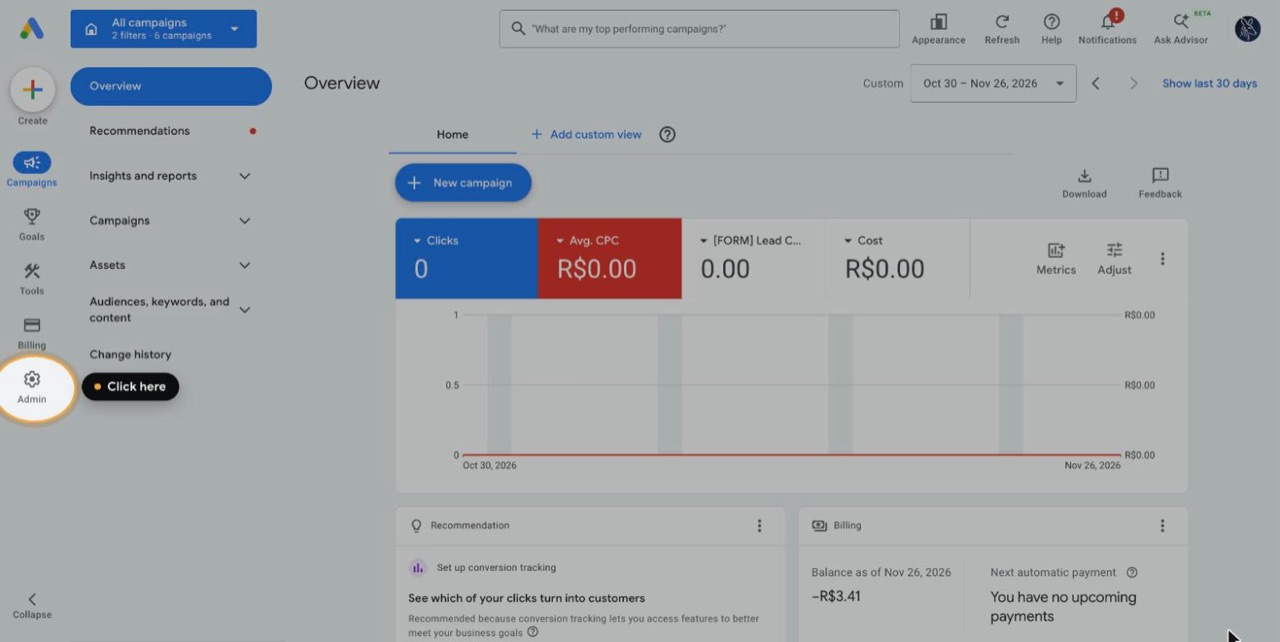 All campaigns
2 filters · 6 campaigns
"What are my top performing campaigns?"
Appearance
Refresh
Help
!
Notifications
BETA
Ask Advisor
Create
Campaigns
Goals
Tools
Billing
Admin
Collapse
Overview
Recommendations
Insights and reports
Campaigns
Assets
Audiences, keywords, and
content
Change history
Click here
Overview
Custom
Oct 30 – Nov 26, 2026
Show last 30 days
Home
+ Add custom view
+ New campaign
Download
Feedback
Clicks
0
Avg. CPC
R$0.00
[FORM] Lead C...
0.00
Cost
R$0.00
Metrics
Adjust
1
0.5
0
R$0.00
R$0.00
R$0.00
Oct 30, 2026
Nov 26, 2026
Recommendation
Set up conversion tracking
See which of your clicks turn into customers
Recommended because conversion tracking lets you access features to better
meet your business goals
Billing
Balance as of Nov 26, 2026
−R$3.41
Next automatic payment
You have no upcoming
payments